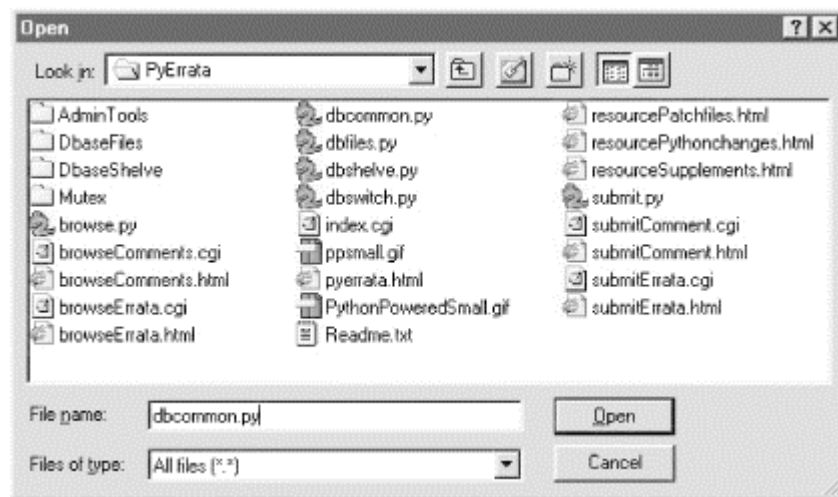 Open
Look in: PyErrata
AdminTools
DbaseFiles
DbaseShelve
Mutex
browse.py
browseComments.cgi
browseComments.html
browseErrata.cgi
browseErrata.html
dbcommon.py
dbfiles.py
dbshelve.py
dbswitch.py
index.cgi
ppsmall.gif
pyerrata.html
PythonPoweredSmall.gif
Readme.txt
resourcePatchfiles.html
resourcePythonchanges.html
resourceSupplements.html
submit.py
submitComment.cgi
submitComment.html
submitErrata.cgi
submitErrata.html
File name: dbcommon.py Open
Files of type: All files (*.*) Cancel